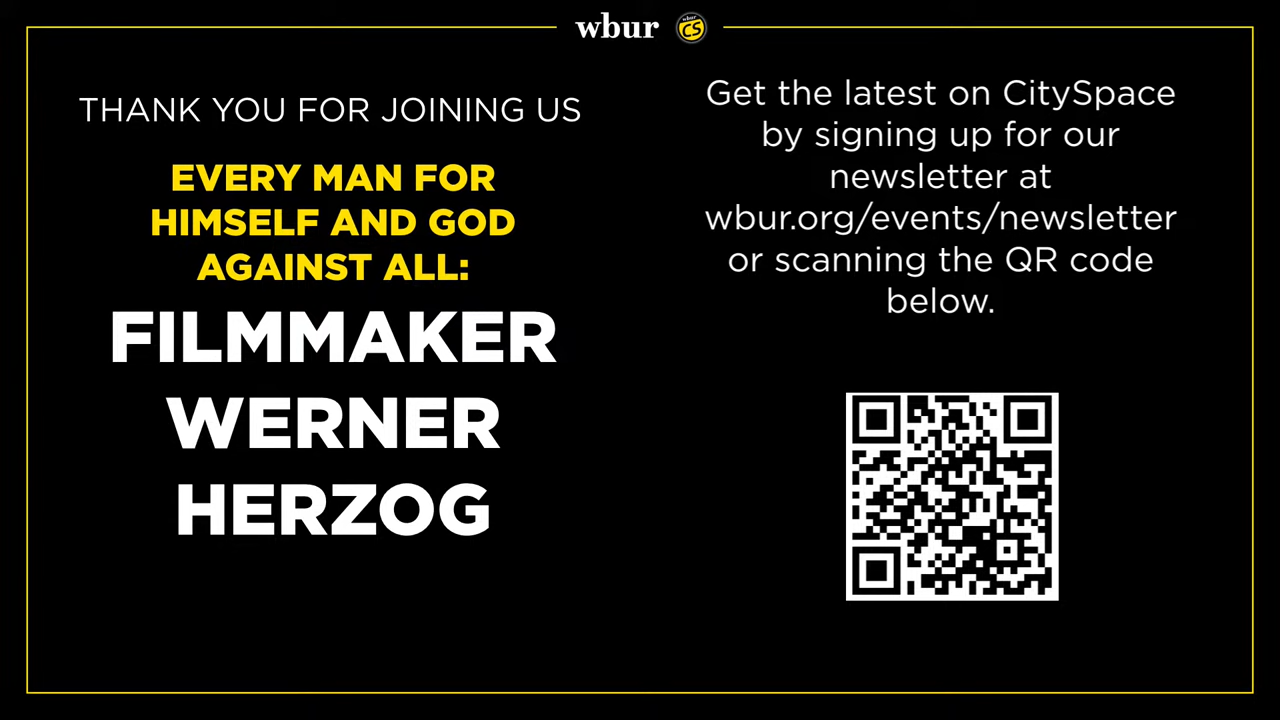 wbur
wbur
CS
THANK YOU FOR JOINING US
EVERY MAN FOR
HIMSELF AND GOD
AGAINST ALL:
FILMMAKER
WERNER
HERZOG
Get the latest on CitySpace
by signing up for our
newsletter at
wbur.org/events/newsletter
or scanning the QR code
below.